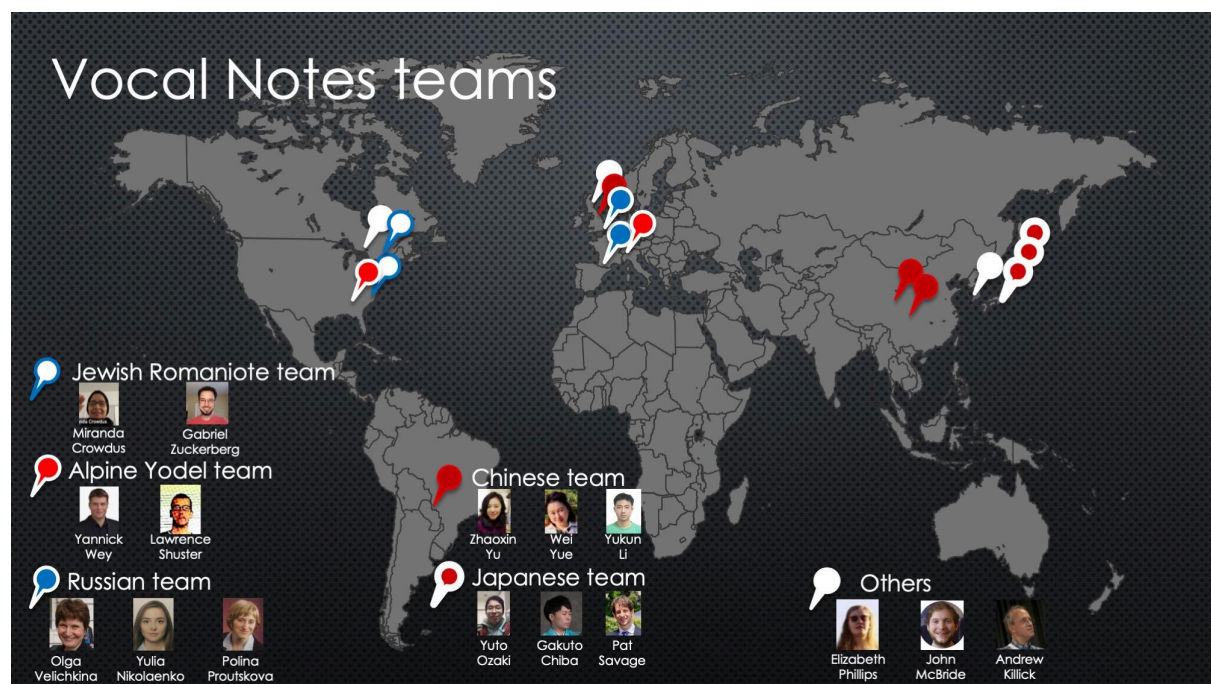 Vocal Notes teams
Jewish Romaniote team
Miranda
Crowdus
Gabriel
Zuckerberg
Alpine Yodel team
Yannick
Wey
Lawrence
Shuster
Russian team
Olga
Velichkina
Yulia
Nikolaenko
Polina
Proutskova
Chinese team
Zhaoxin
Yu
Wei
Yue
Yukun
Li
Japanese team
Yuto
Ozaki
Gakuto
Chiba
Pat
Savage
Others
Elizabeth
Phillips
John
McBride
Andrew
Killick